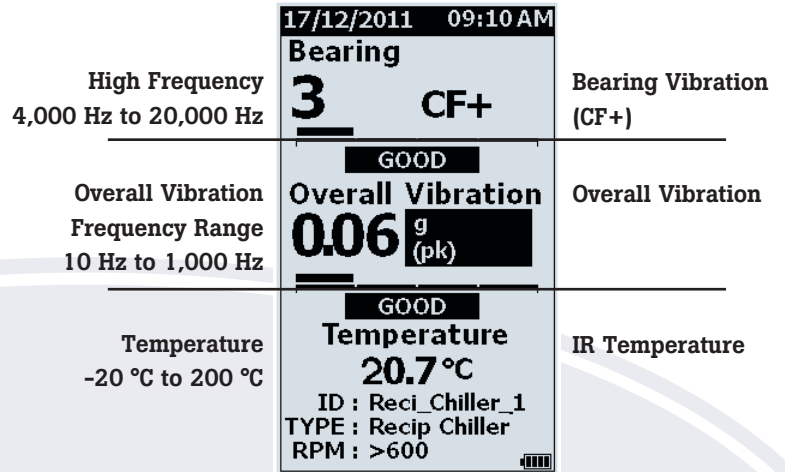 17/12/2011 09:10 AM
Bearing
3 CF+
GOOD
Overall Vibration
0.06 g
(pk)
GOOD
Temperature
20.7 °C
ID : Reci_Chiller_1
TYPE : Recip Chiller
RPM : >600
High Frequency
4,000 Hz to 20,000 Hz
Overall Vibration
Frequency Range
10 Hz to 1,000 Hz
Temperature
-20 °C to 200 °C
Bearing Vibration
(CF+)
Overall Vibration
IR Temperature